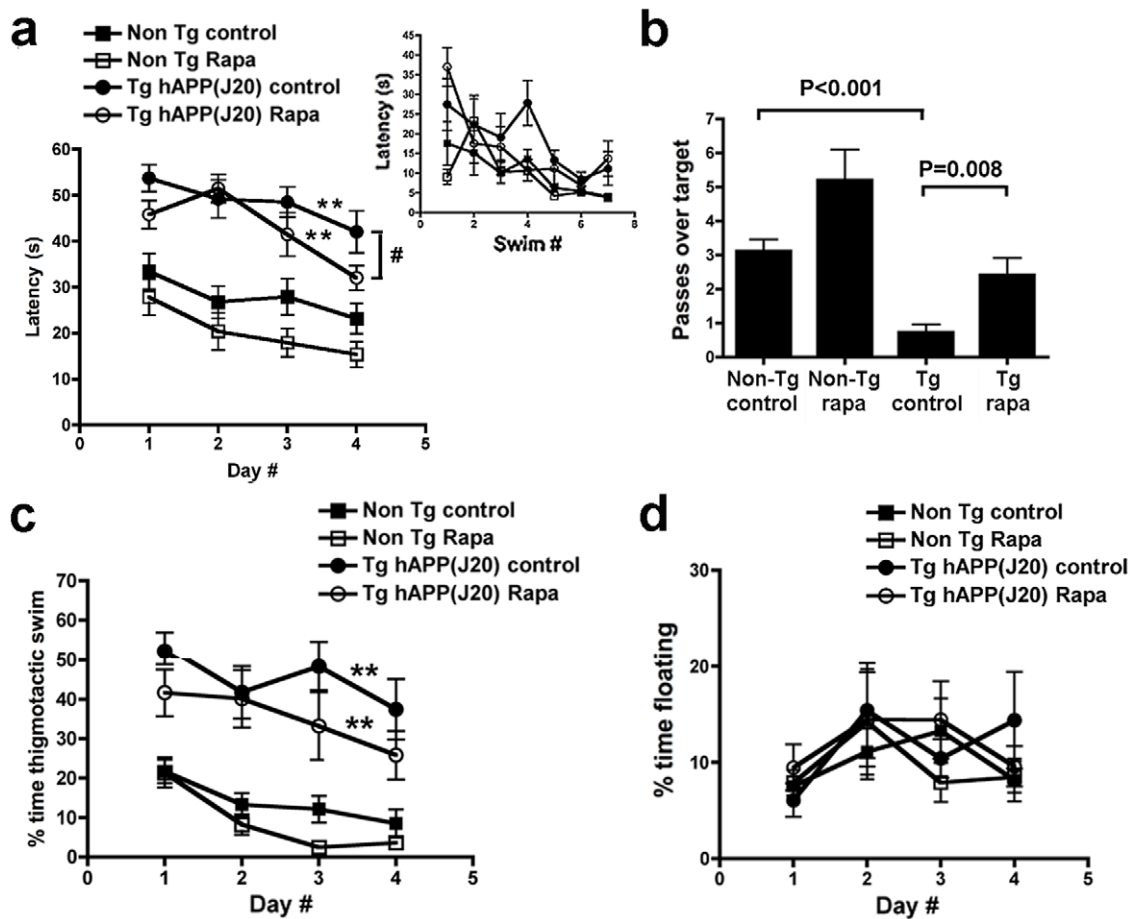 a
Non Tg control
Non Tg Rapa
Tg hAPP(J20) control
Tg hAPP(J20) Rapa
60
50
40
30
20
10
0
Latency (s)
0 1 2 3 4 5
Day #
**
**
#
45
40
35
30
25
20
15
10
5
0
Latency (s)
0 2 4 6 8
Swim #
b
P<0.001
P=0.008
7
6
5
4
3
2
1
0
Passes over target
Non-Tg Non-Tg Tg Tg
control rapa control rapa
c
Non Tg control
Non Tg Rapa
Tg hAPP(J20) control
Tg hAPP(J20) Rapa
70
60
50
40
30
20
10
0
% time thigmotactic swim
**
**
0 1 2 3 4 5
Day #
d
Non Tg control
Non Tg Rapa
Tg hAPP(J20) control
Tg hAPP(J20) Rapa
30
20
10
0
% time floating
0 1 2 3 4 5
Day #